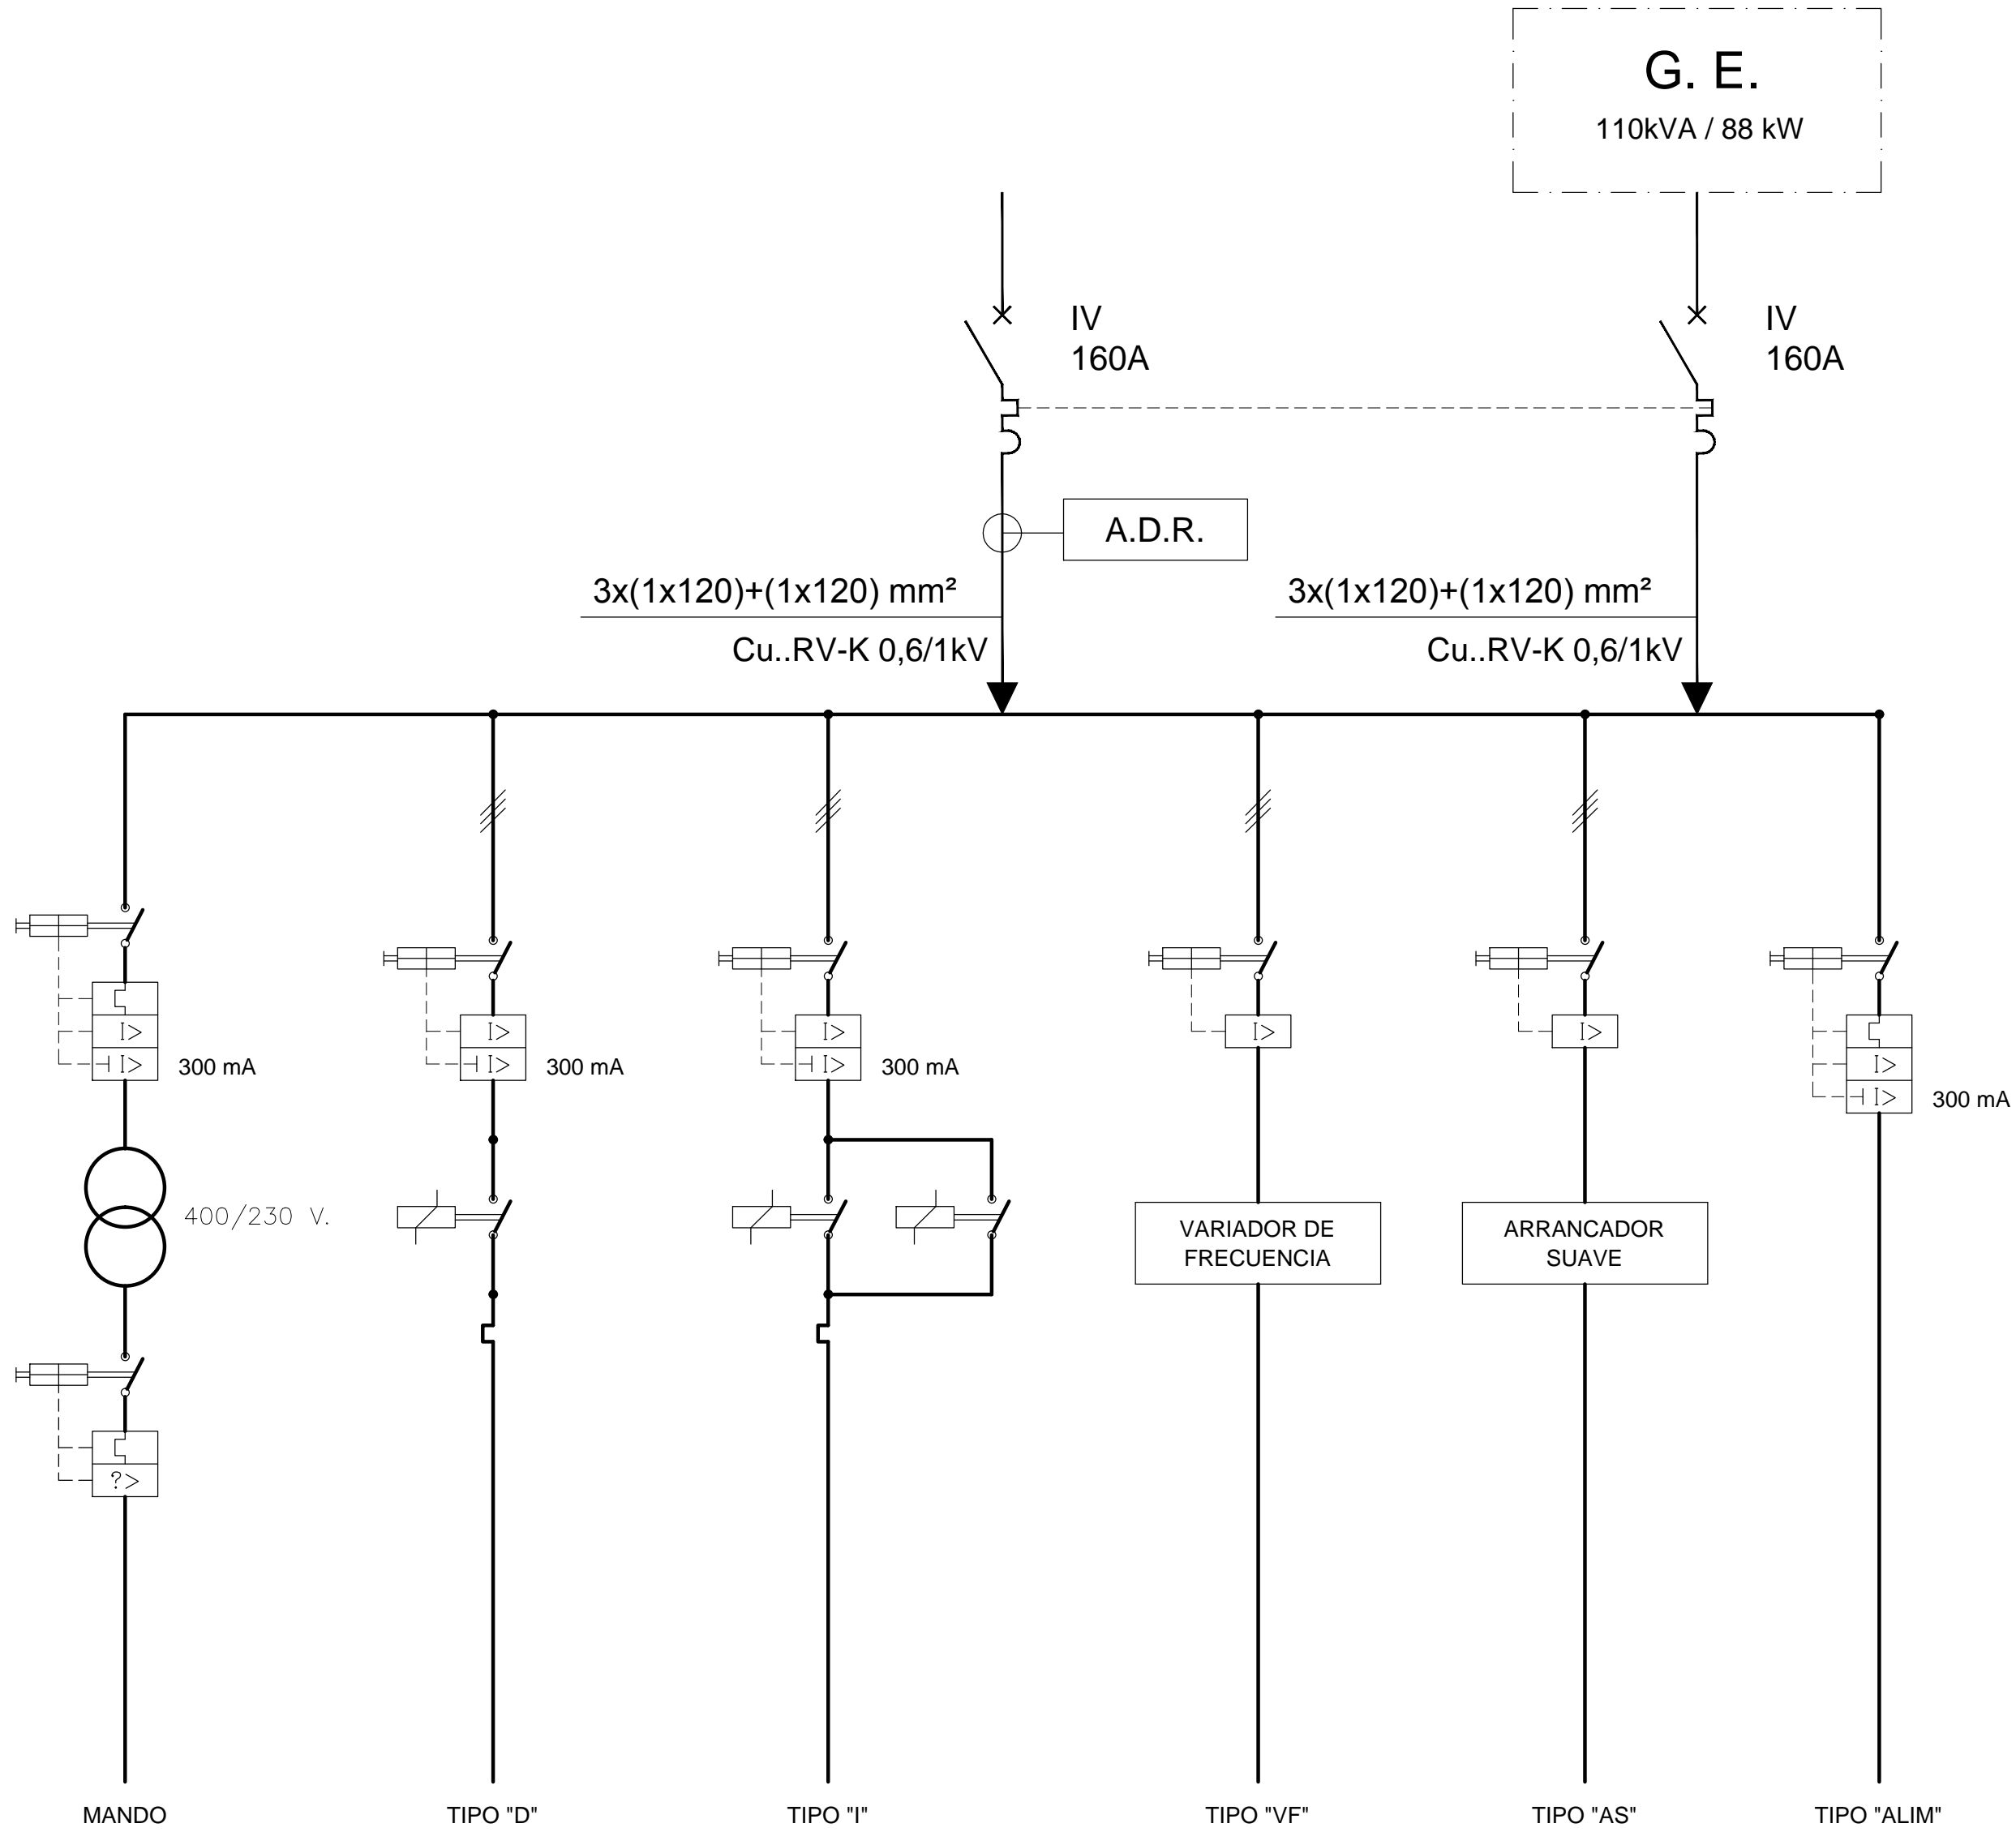 G. E.
110kVA / 88 kW
IV
160A
IV
160A
A.D.R.
3x(1x120)+(1x120) mm²
Cu..RV-K 0,6/1kV
3x(1x120)+(1x120) mm²
Cu..RV-K 0,6/1kV
I>
I>
300 mA
I>
I>
300 mA
I>
I>
300 mA
I>
I>
I>
I>
300 mA
400/230 V.
VARIADOR DE
FRECUENCIA
ARRANCADOR
SUAVE
?>
MANDO
TIPO "D"
TIPO "I"
TIPO "VF"
TIPO "AS"
TIPO "ALIM"